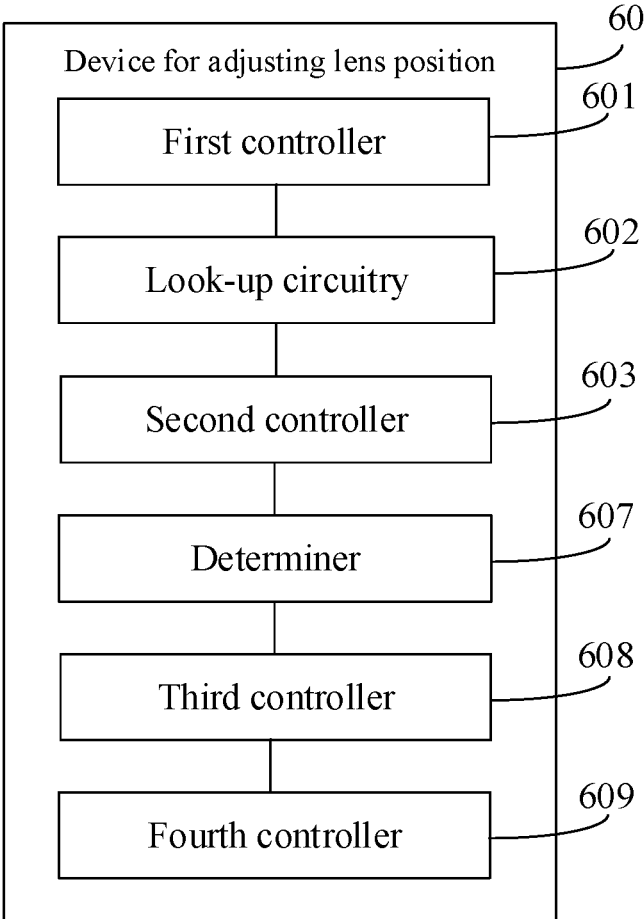 60
Device for adjusting lens position
601
First controller
602
Look-up circuitry
603
Second controller
607
Determiner
608
Third controller
609
Fourth controller